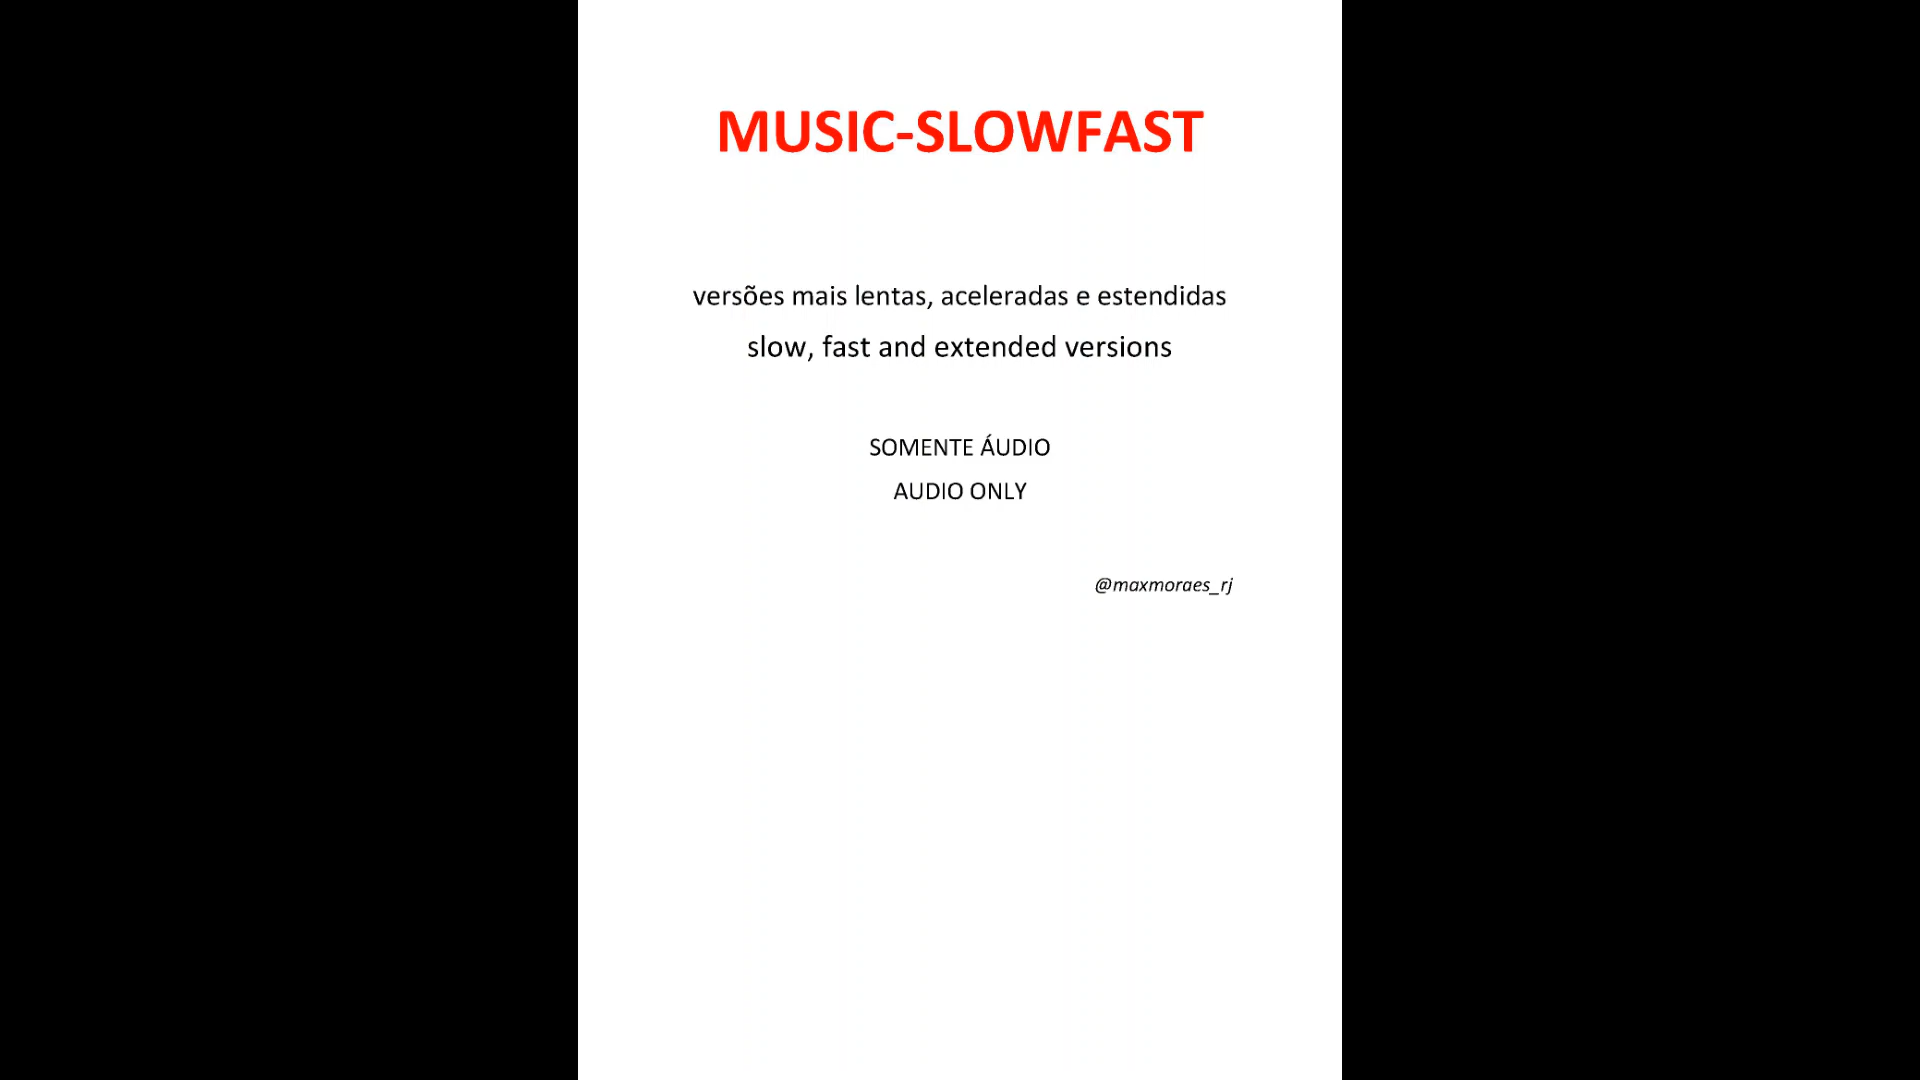 MUSIC-SLOWFAST
versões mais lentas, aceleradas e estendidas
slow, fast and extended versions
SOMENTE ÁUDIO
AUDIO ONLY
@maxmoraes_rj